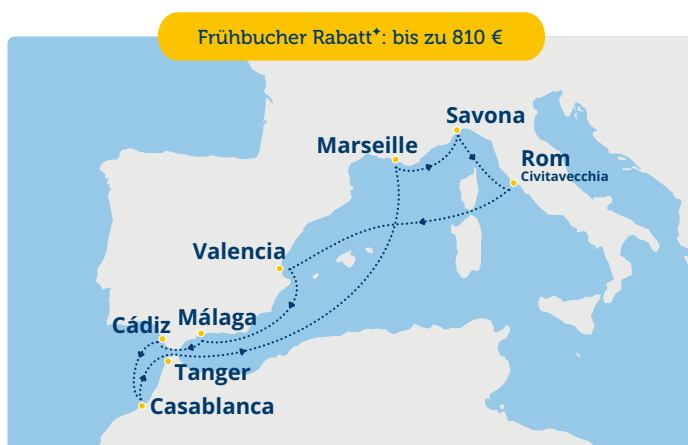 Frühbucher Rabatt✦: bis zu 810 €
Savona
Marseille
Rom
Civitavecchia
Valencia
Málaga
Cádiz
Tanger
Casablanca